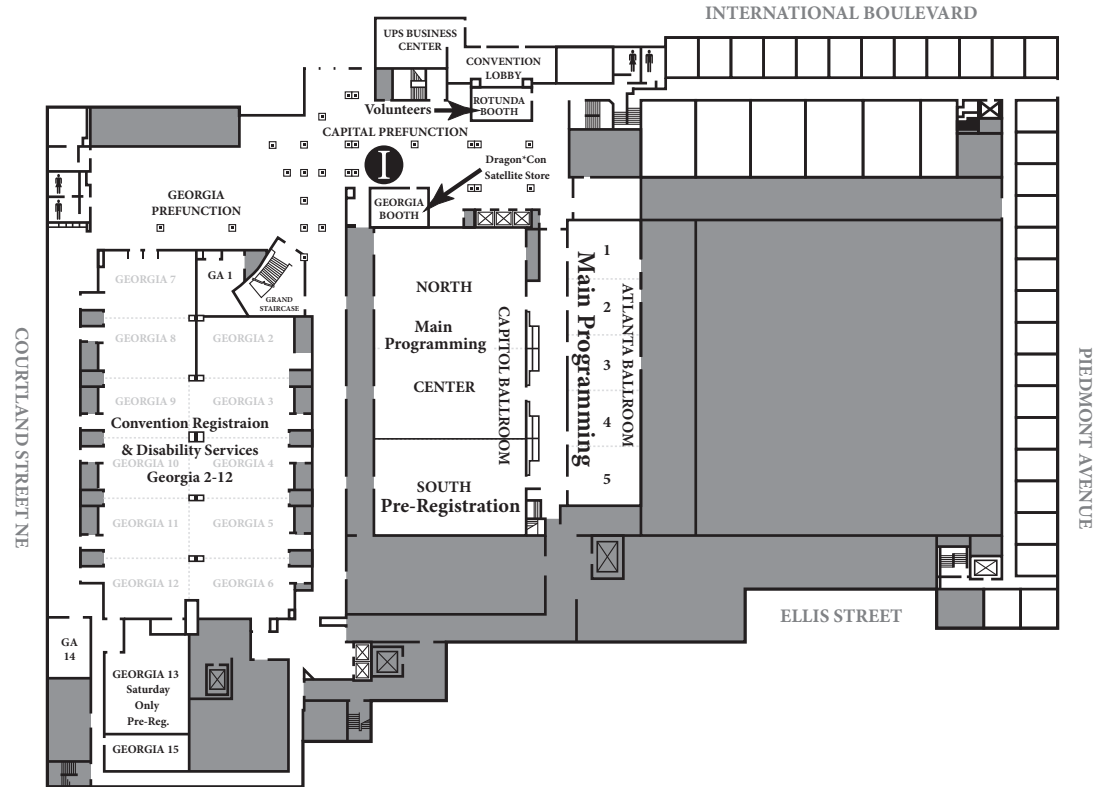 INTERNATIONAL BOULEVARD
UPS BUSINESS
CENTER
CONVENTION
LOBBY
ROTUNDA
BOOTH
Volunteers
CAPITAL PREFUNCTION
I
Dragon*Con
Satellite Store
GEORGIA
BOOTH
GEORGIA
PREFUNCTION
GEORGIA 7
GA 1
GRAND
STAIRCASE
GEORGIA 8
GEORGIA 2
GEORGIA 9
GEORGIA 3
Convention Registraion
& Disability Services
GEORGIA 10
GEORGIA 4
Georgia 2-12
GEORGIA 11
GEORGIA 5
GEORGIA 12
GEORGIA 6
GA
14
GEORGIA 13
Saturday
Only
Pre-Reg.
GEORGIA 15
NORTH
Main
Programming
CENTER
CAPITOL BALLROOM
SOUTH
Pre-Registration
Main Programming
ATLANTA BALLROOM
1
2
3
4
5
COURTLAND STREET NE
PIEDMONT AVENUE
ELLIS STREET